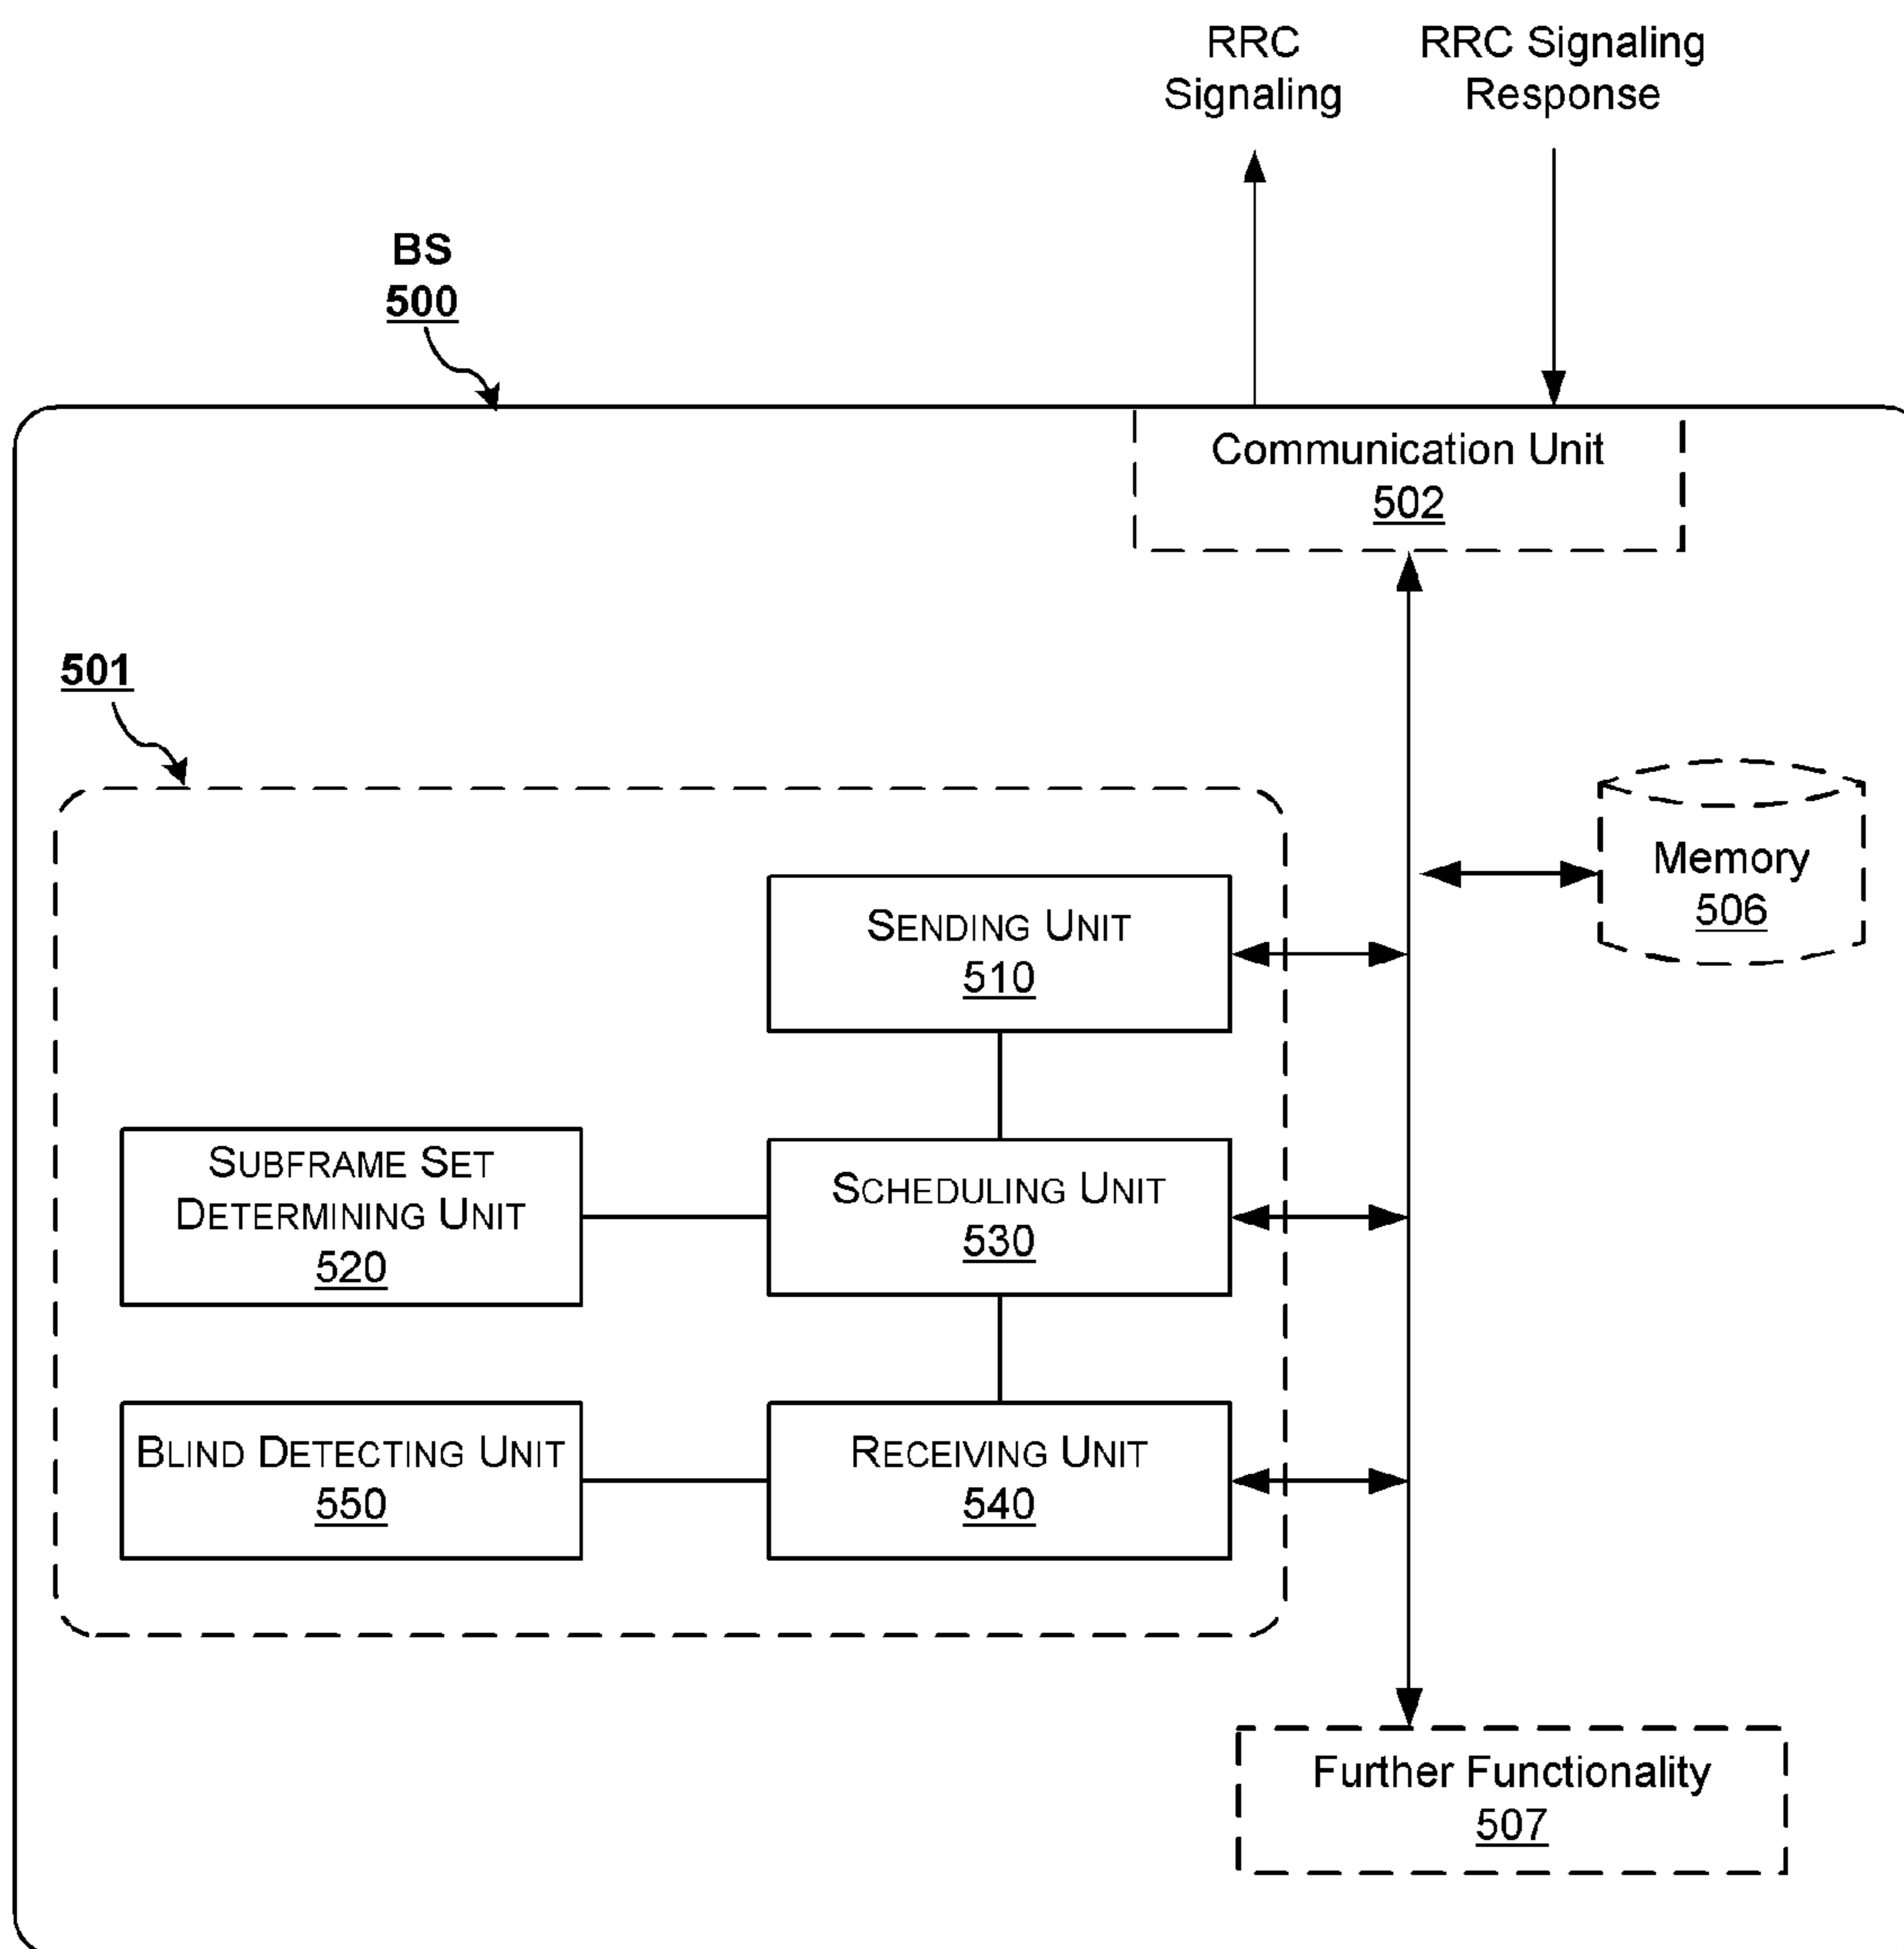 RRC
Signaling
RRC Signaling
Response
BS
500
Communication Unit
502
501
Memory
506
SENDING UNIT
510
SUBFRAME SET
DETERMINING UNIT
520
SCHEDULING UNIT
530
BLIND DETECTING UNIT
550
RECEIVING UNIT
540
Further Functionality
507